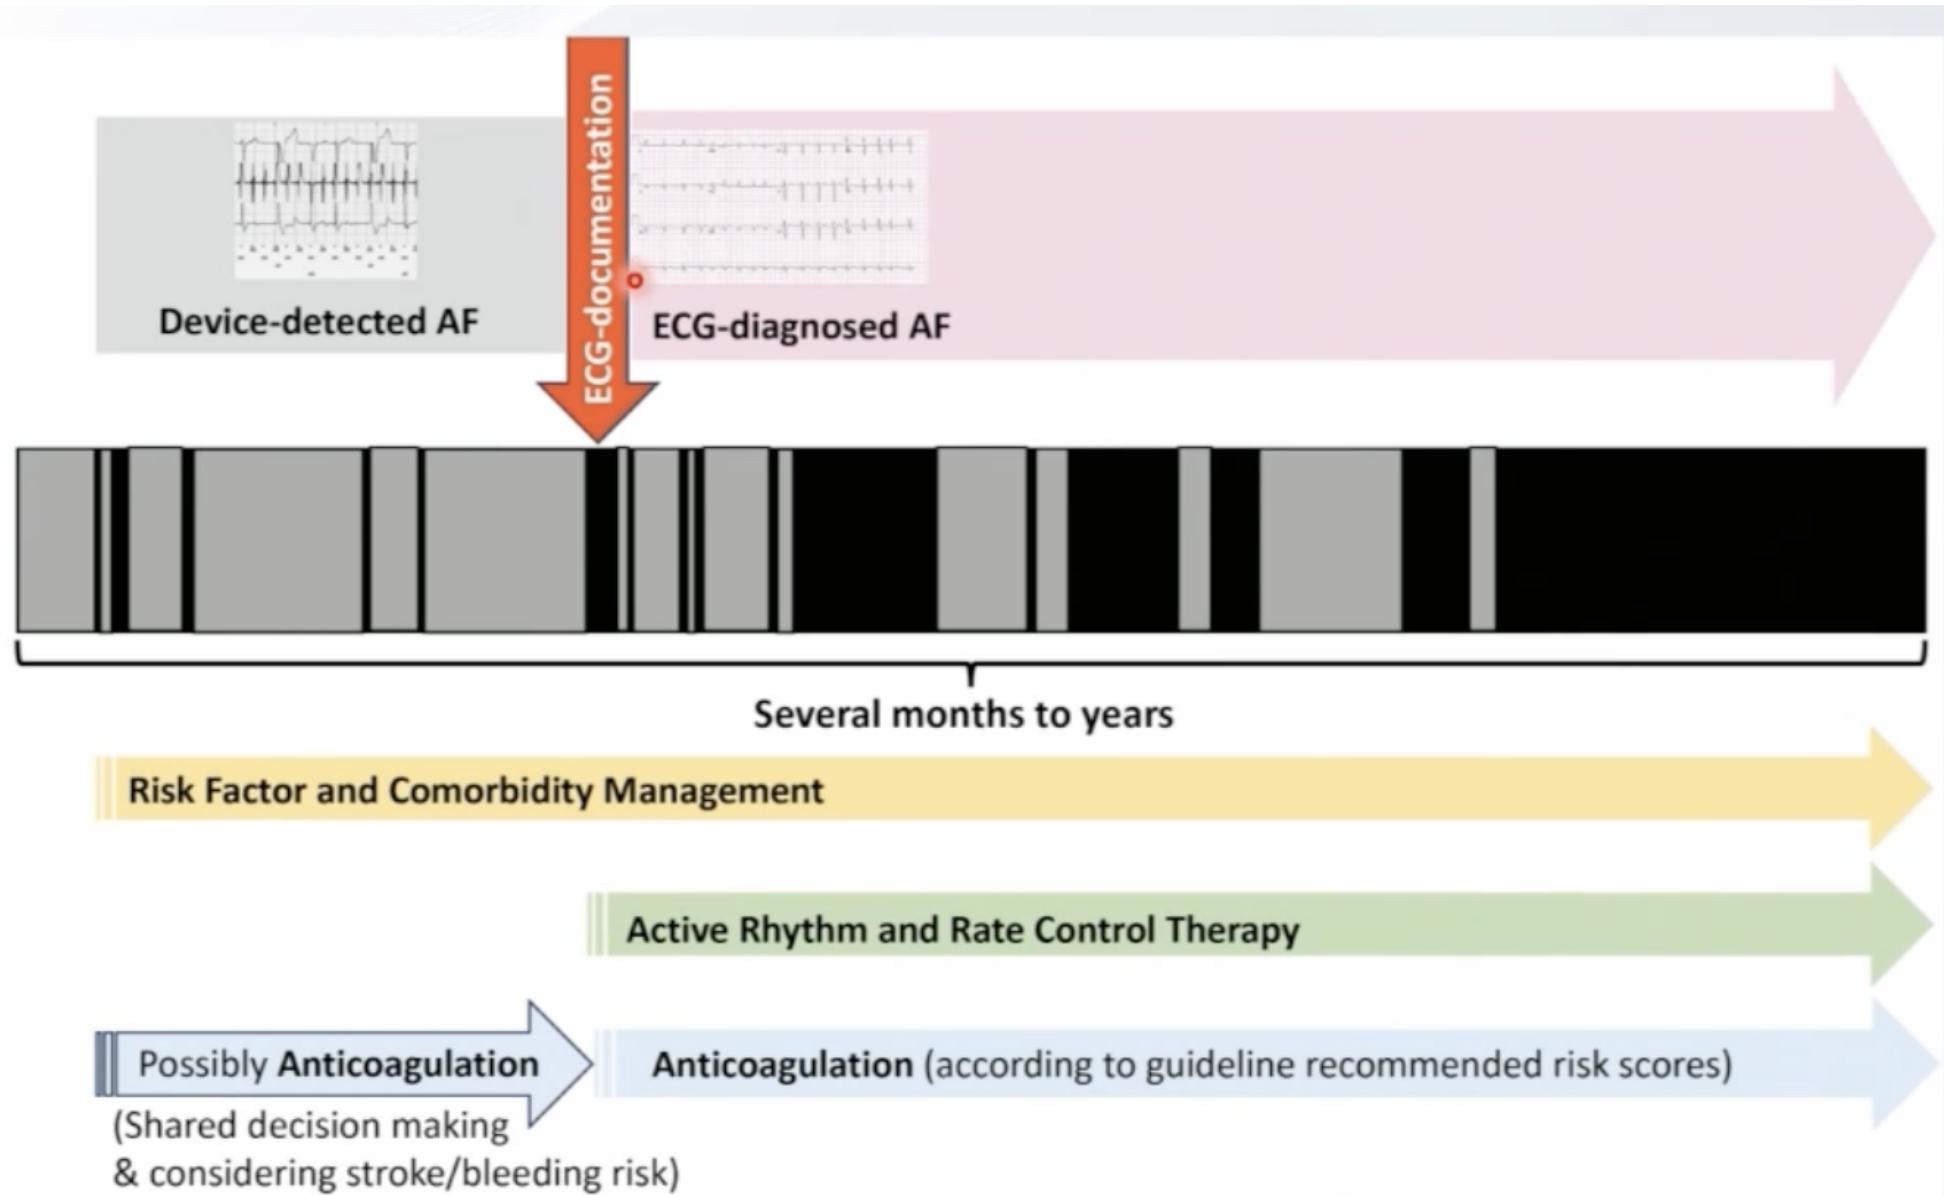 ECG-documentation
Device-detected AF
ECG-diagnosed AF
Several months to years
Risk Factor and Comorbidity Management
Active Rhythm and Rate Control Therapy
Possibly Anticoagulation
(Shared decision making
& considering stroke/bleeding risk)
Anticoagulation (according to guideline recommended risk scores)